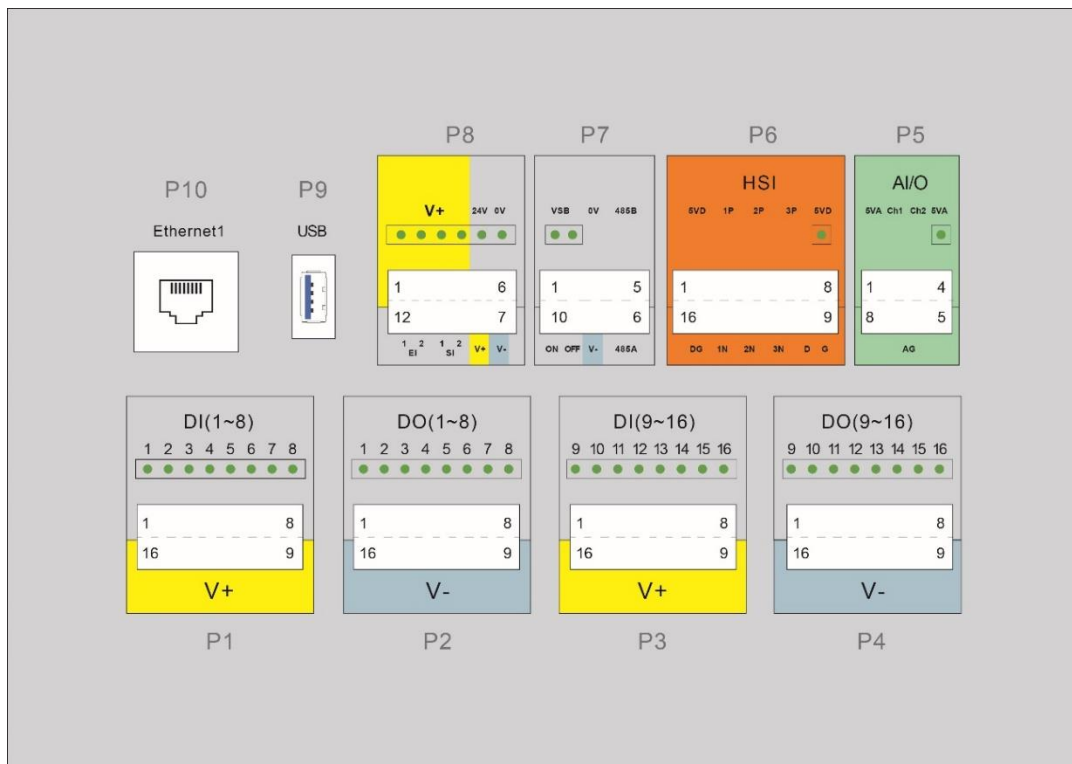 P8 P7 P6 P5
P10 P9
HSI AI/O
V+ 24V 0V VSB 0V 485B 5VD 1P 2P 3P 5VD 5VA Ch1 Ch2 5VA
Ethernet1 USB
1 6 1 5 1 8 1 4
12 7 10 6 16 9 8 5
1 2 1 2 V+ V- ON OFF V- 485A DG 1N 2N 3N D G AG
EI SI
DI(1~8) DO(1~8) DI(9~16) DO(9~16)
1 2 3 4 5 6 7 8 1 2 3 4 5 6 7 8 9 10 11 12 13 14 15 16 9 10 11 12 13 14 15 16
1 8 1 8 1 8 1 8
16 9 16 9 16 9 16 9
V+ V- V+ V-
P1 P2 P3 P4